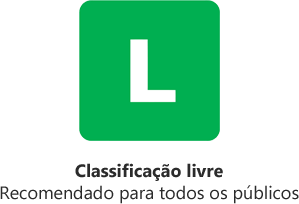 L
Classificação livre
Recomendado para todos os públicos